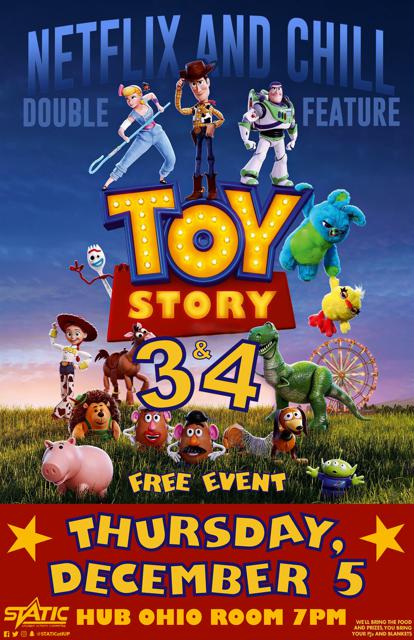 NETFLIX AND CHILL
DOUBLE FEATURE
TOY
STORY
3 & 4
FREE EVENT
THURSDAY,
DECEMBER 5
STATIC
HUB OHIO ROOM 7PM
@STATICatIUP
WE'LL BRING THE FOOD
AND PRIZES, YOU BRING
YOUR PJs AND BLANKETS